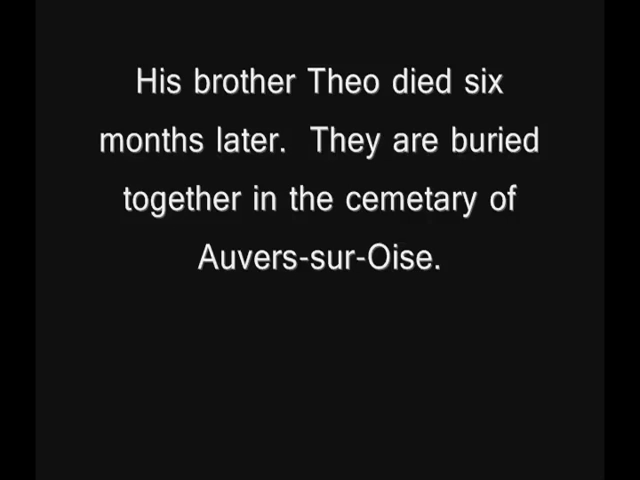 His brother Theo died six
months later.  They are buried
together in the cemetary of
Auvers-sur-Oise.